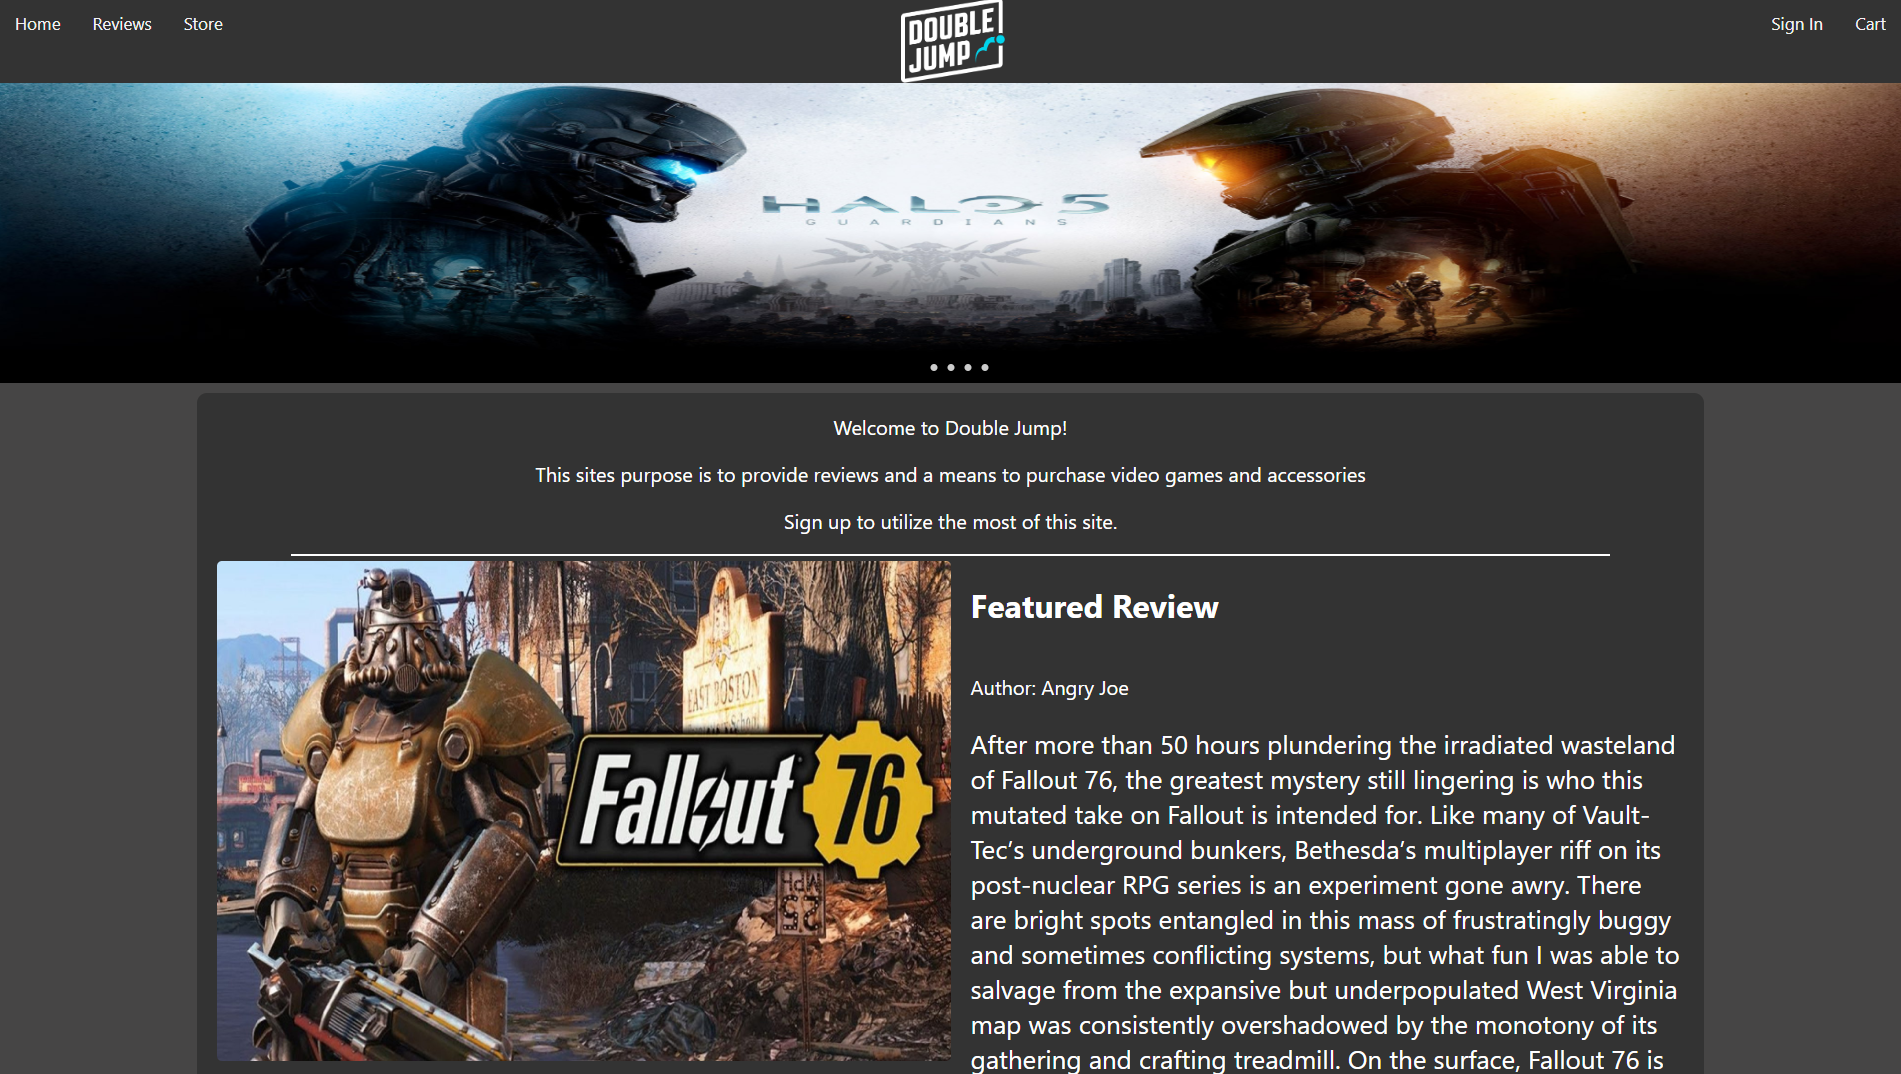 Home Reviews Store
DOUBLE
JUMP
Sign In Cart
HALO 5
GUARDIANS
Welcome to Double Jump!
This sites purpose is to provide reviews and a means to purchase video games and accessories
Sign up to utilize the most of this site.
EAST BOSTON
School
Fallout 76
Featured Review
Author: Angry Joe
After more than 50 hours plundering the irradiated wasteland
of Fallout 76, the greatest mystery still lingering is who this
mutated take on Fallout is intended for. Like many of Vault-
Tec’s underground bunkers, Bethesda’s multiplayer riff on its
post-nuclear RPG series is an experiment gone awry. There
are bright spots entangled in this mass of frustratingly buggy
and sometimes conflicting systems, but what fun I was able to
salvage from the expansive but underpopulated West Virginia
map was consistently overshadowed by the monotony of its
gathering and crafting treadmill. On the surface, Fallout 76 is